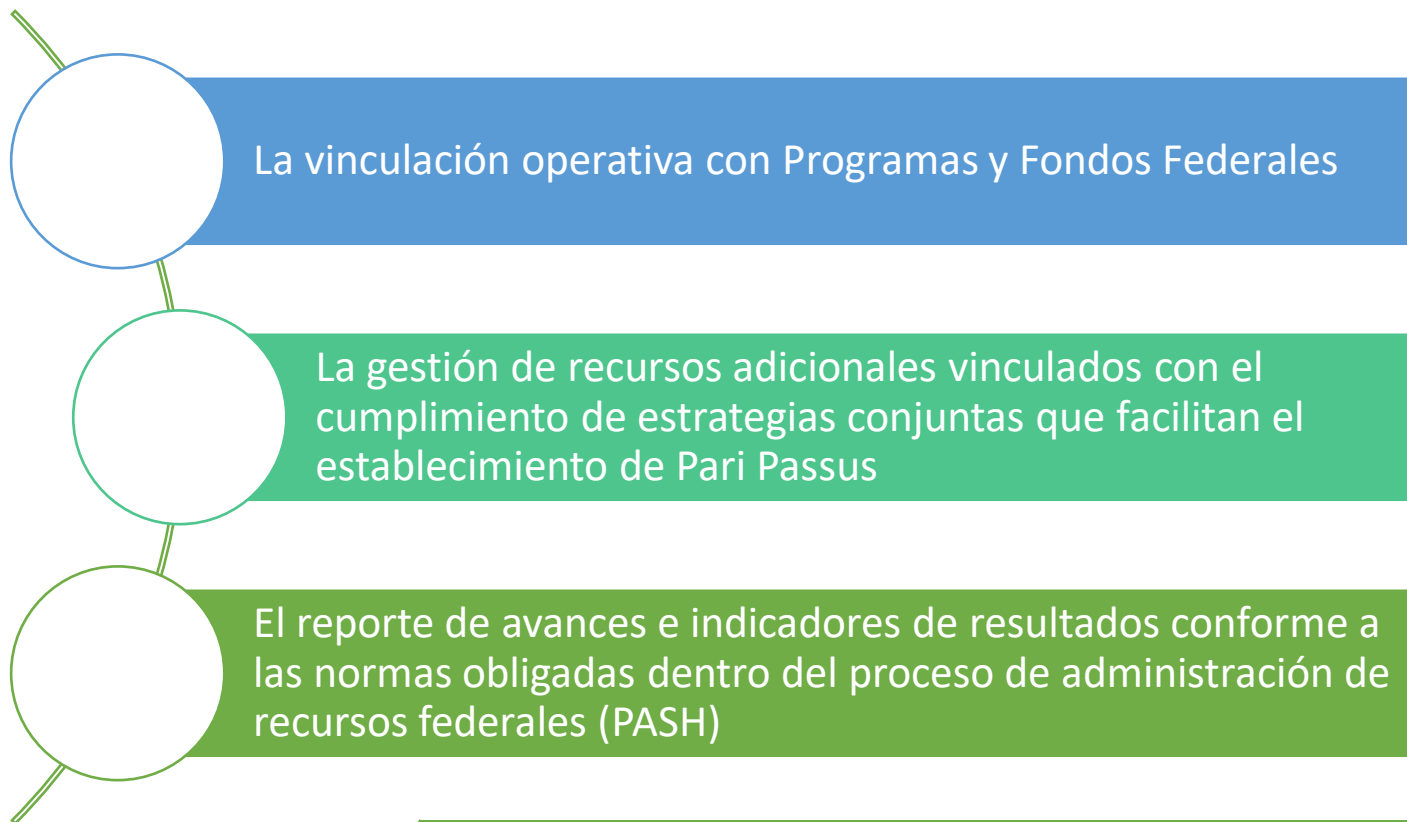 La vinculación operativa con Programas y Fondos Federales
La gestión de recursos adicionales vinculados con el
cumplimiento de estrategias conjuntas que facilitan el
establecimiento de Pari Passus
El reporte de avances e indicadores de resultados conforme a
las normas obligadas dentro del proceso de administración de
recursos federales (PASH)